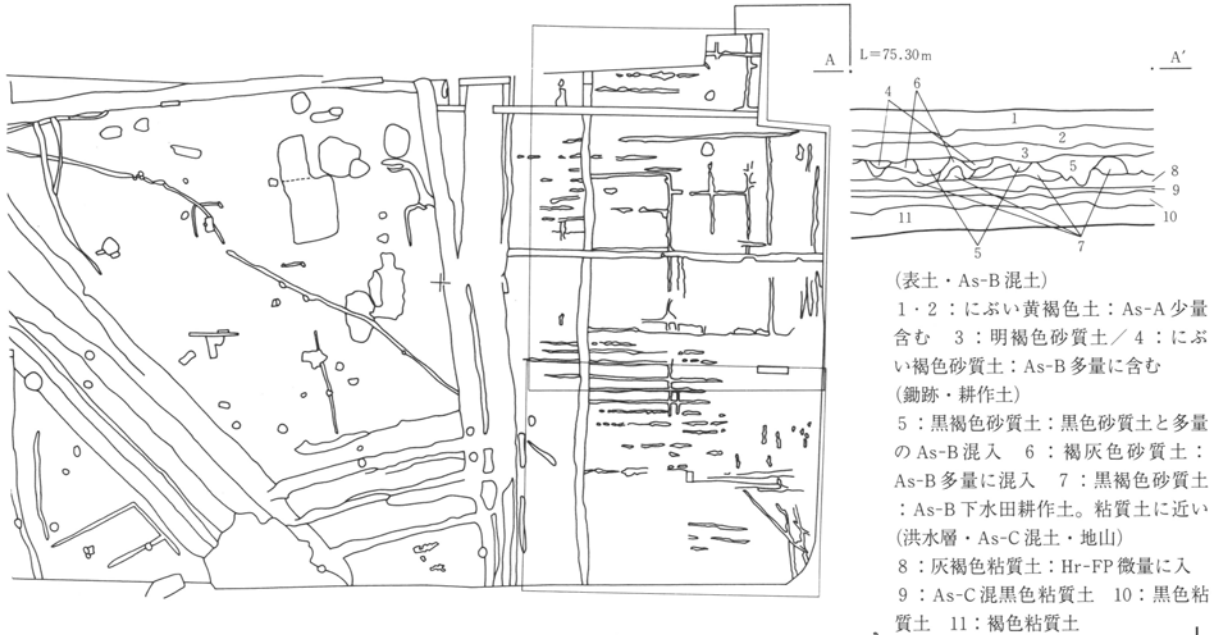 A L=75.30m A′
4 6
1
2
3
5
8
9
10
11
5
7
(表土・As-B 混土)
1・2：にぶい黄褐色土：As-A 少量
含む 3：明褐色砂質土／4：にぶ
い褐色砂質土：As-B 多量に含む
(鋤跡・耕作土)
5：黒褐色砂質土：黒色砂質土と多量
の As-B 混入 6：褐灰色砂質土：
As-B 多量に混入 7：黒褐色砂質土
：As-B 下水田耕作土。粘質土に近い
(洪水層・As-C 混土・地山)
8：灰褐色粘質土：Hr-FP 微量に入
9：As-C 混黒色粘質土 10：黒色粘
質土 11：褐色粘質土